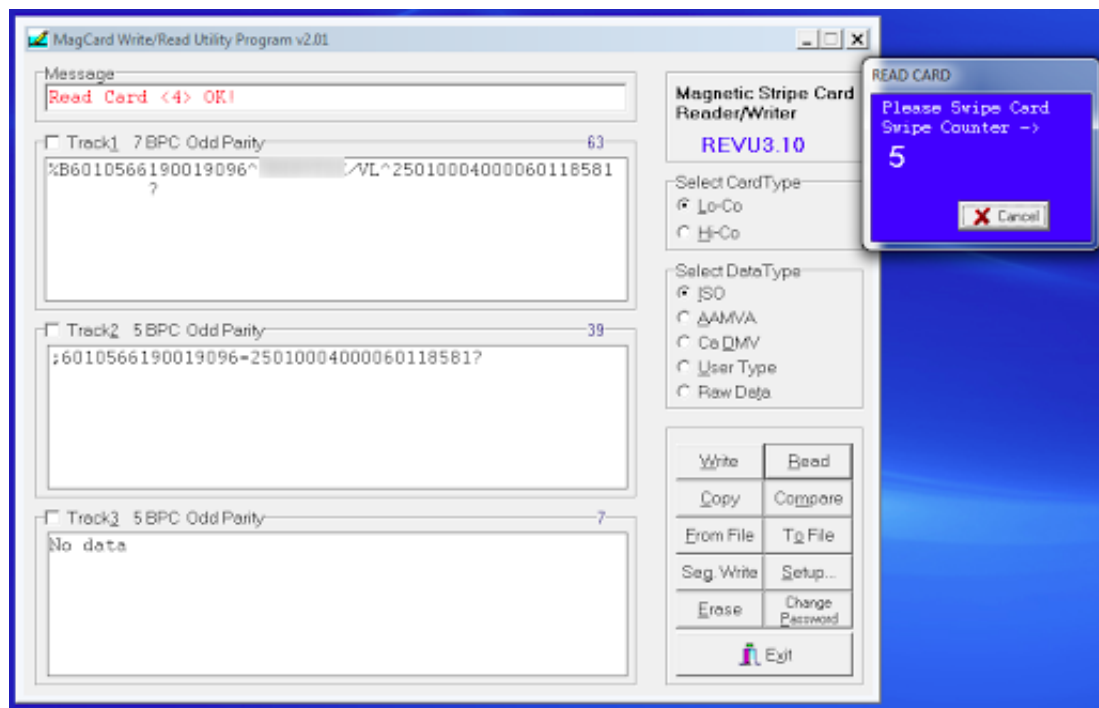 MagCard Write/Read Utility Program v2.01
Message
Read Card <4> OK!
Track1 7 BPC Odd Parity 63
%B6010566190019096^ /VL^25010004000060118581
?
Track2 5 BPC Odd Parity 39
;6010566190019096=25010004000060118581?
Track3 5 BPC Odd Parity 7
No data
Magnetic Stripe Card
Reader/Writer
REVU3.10
Select CardType
Lo-Co
Hi-Co
Select DataType
ISO
AAMVA
Ca DMV
User Type
Raw Data
Write
Read
Copy
Compare
From File
To File
Seg. Write
Setup...
Erase
Change
Password
Exit
READ CARD
Please Swipe Card
Swipe Counter ->
5
Cancel